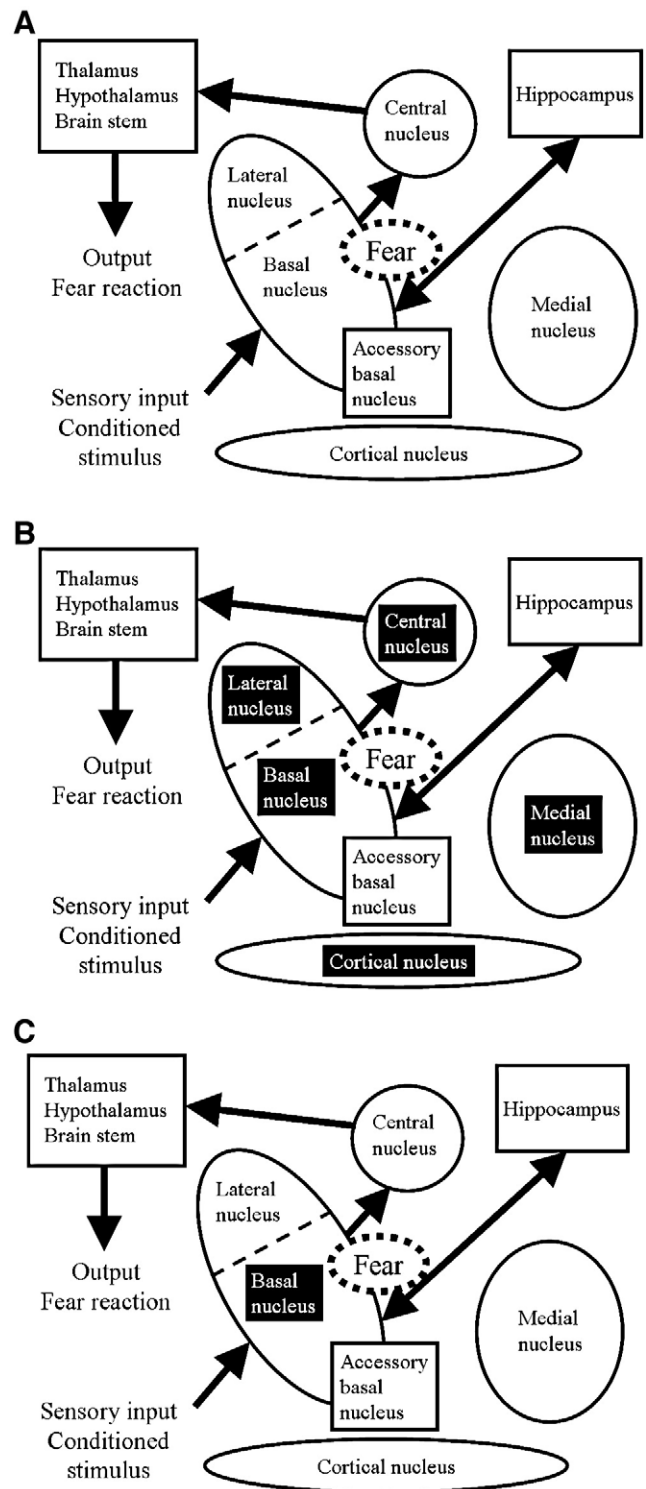 A
Thalamus
Hypothalamus
Brain stem
Central
nucleus
Hippocampus
Lateral
nucleus
Output
Fear reaction
Basal
nucleus
Fear
Medial
nucleus
Accessory
basal
nucleus
Sensory input
Conditioned
stimulus
Cortical nucleus
B
Thalamus
Hypothalamus
Brain stem
Central
nucleus
Hippocampus
Lateral
nucleus
Output
Fear reaction
Basal
nucleus
Fear
Medial
nucleus
Accessory
basal
nucleus
Sensory input
Conditioned
stimulus
Cortical nucleus
C
Thalamus
Hypothalamus
Brain stem
Central
nucleus
Hippocampus
Lateral
nucleus
Output
Fear reaction
Basal
nucleus
Fear
Medial
nucleus
Accessory
basal
nucleus
Sensory input
Conditioned
stimulus
Cortical nucleus